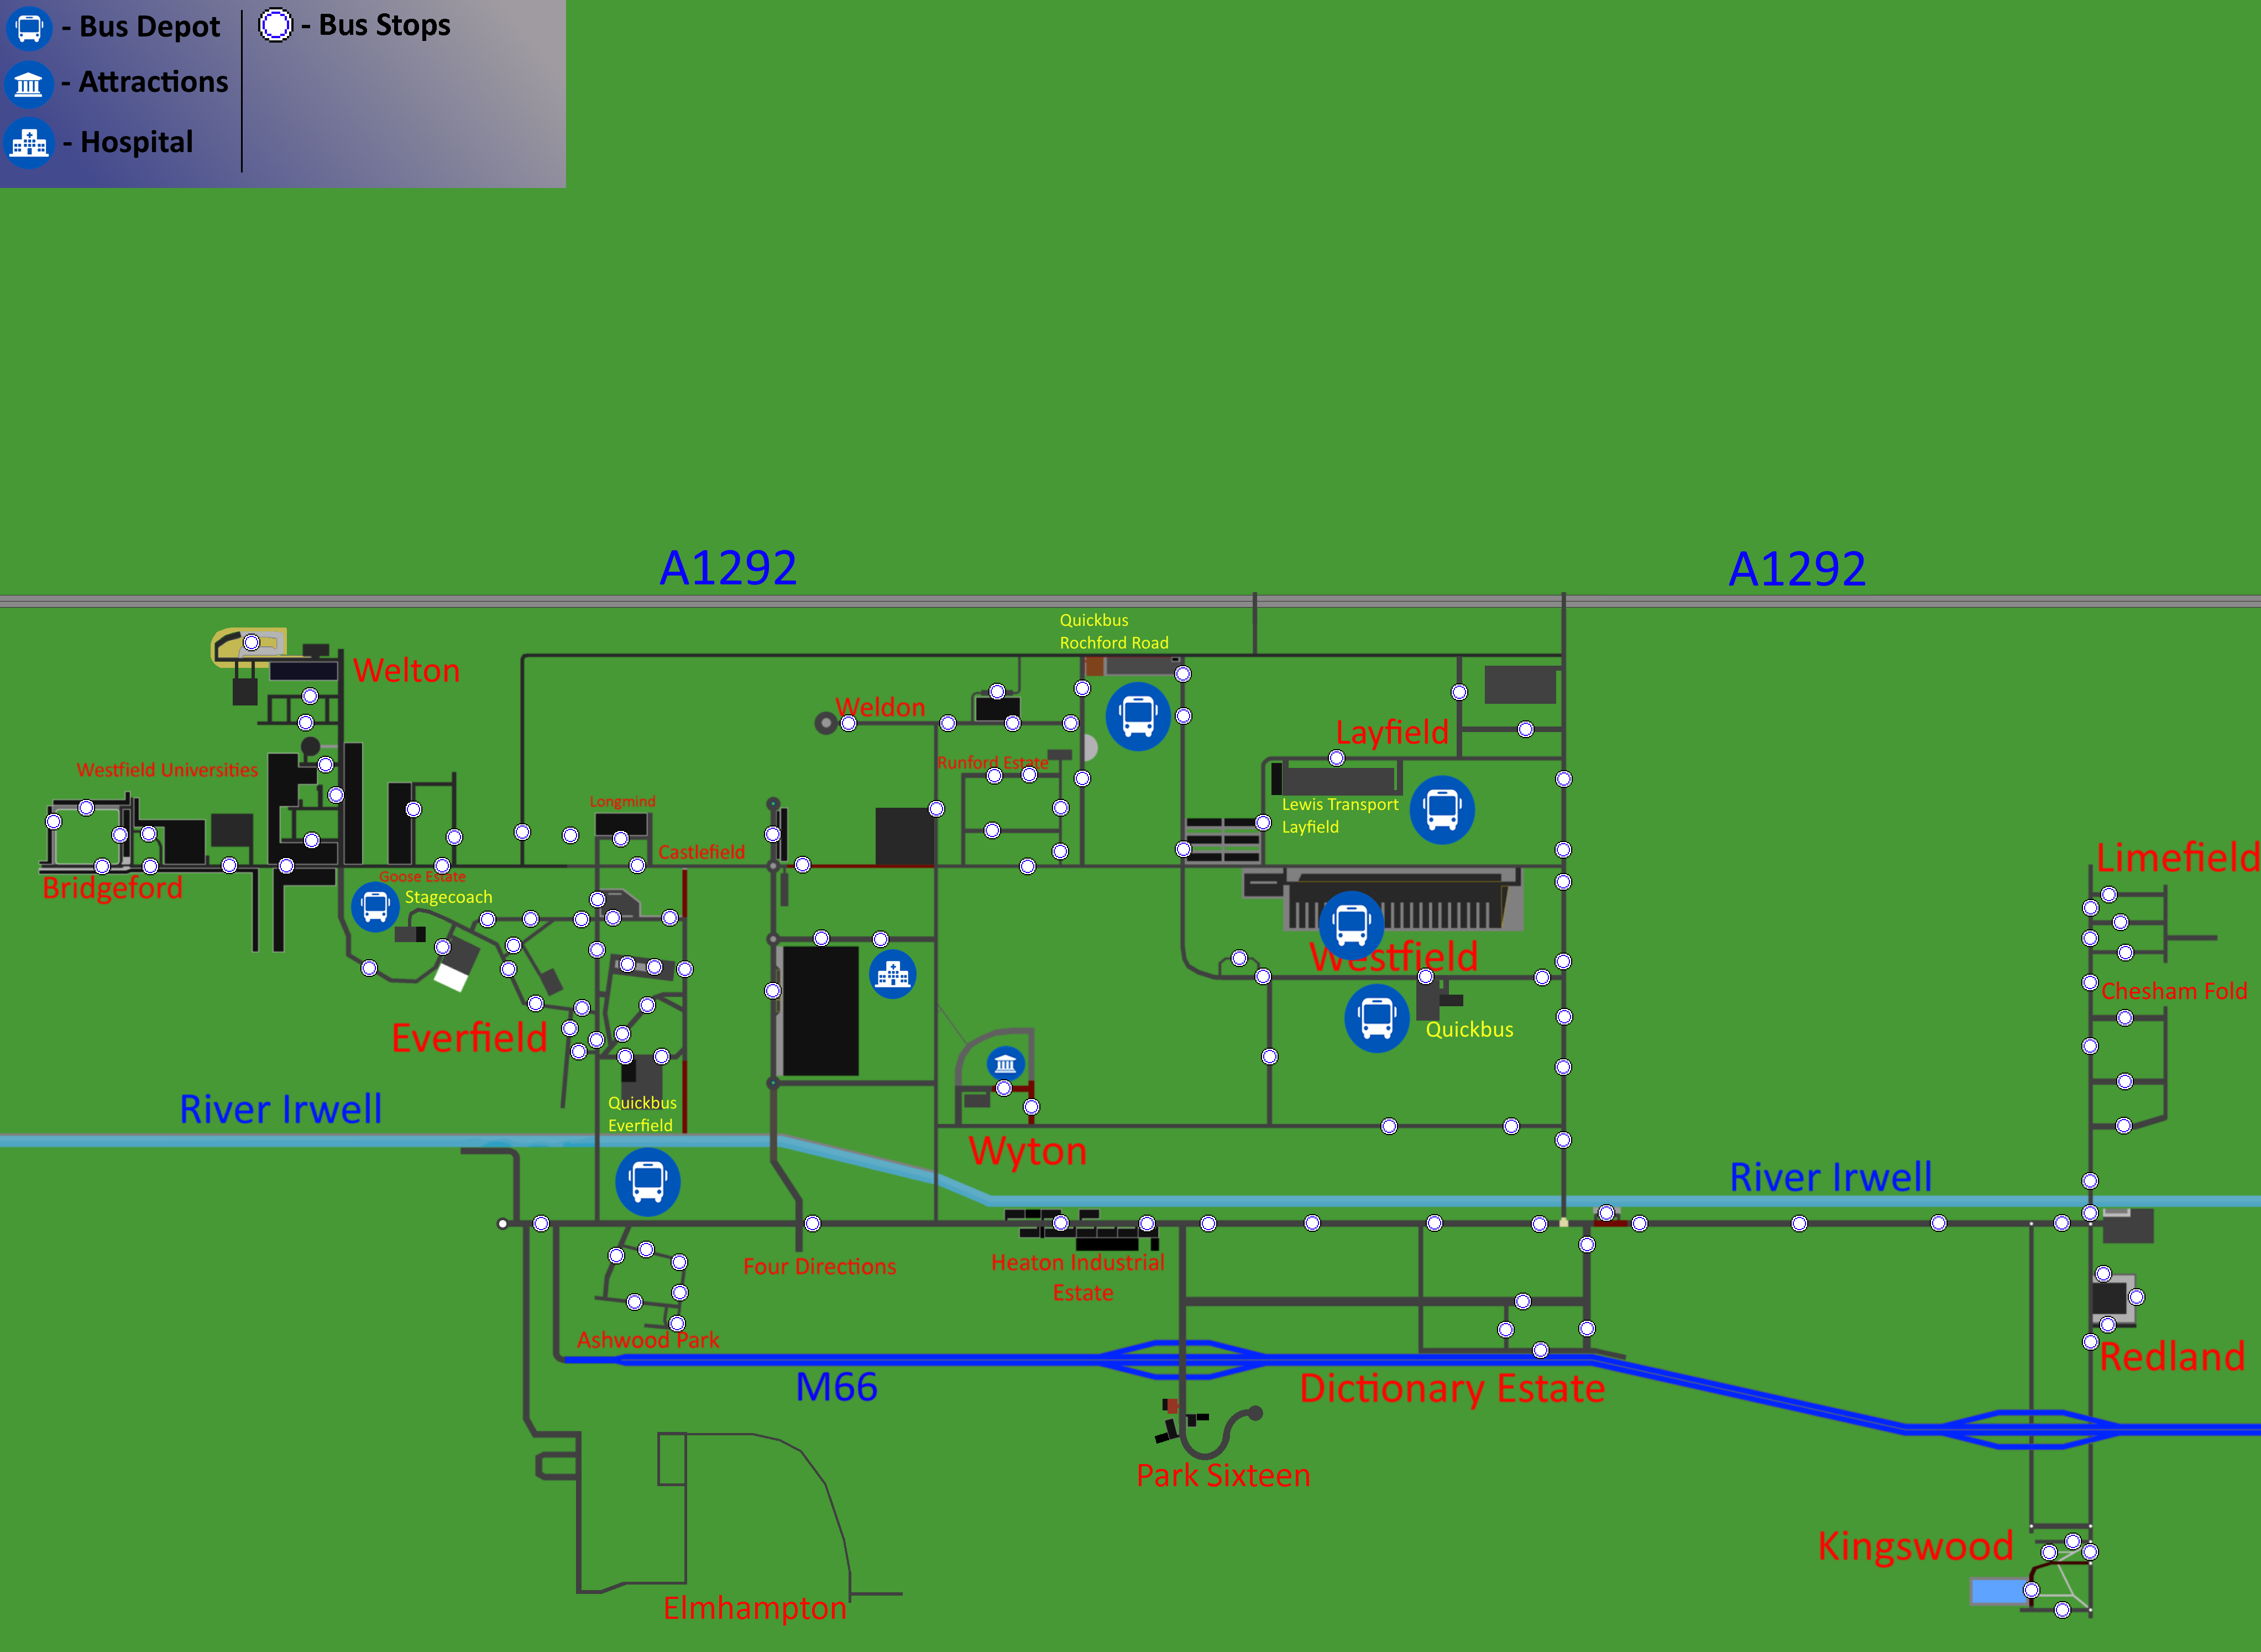 - Bus Depot
- Bus Stops
- Attractions
- Hospital
A1292
A1292
Quickbus
Rochford Road
Welton
Weldon
Layfield
Runford Estate
Westfield Universities
Longmind
Lewis Transport
Layfield
Castlefield
Limefield
Goose Estate
Bridgeford
Stagecoach
Westfield
Chesham Fold
Quickbus
Everfield
Quickbus
Everfield
River Irwell
Wyton
River Irwell
Four Directions
Heaton Industrial
Estate
Ashwood Park
Redland
M66
Dictionary Estate
Park Sixteen
Kingswood
Elmhampton